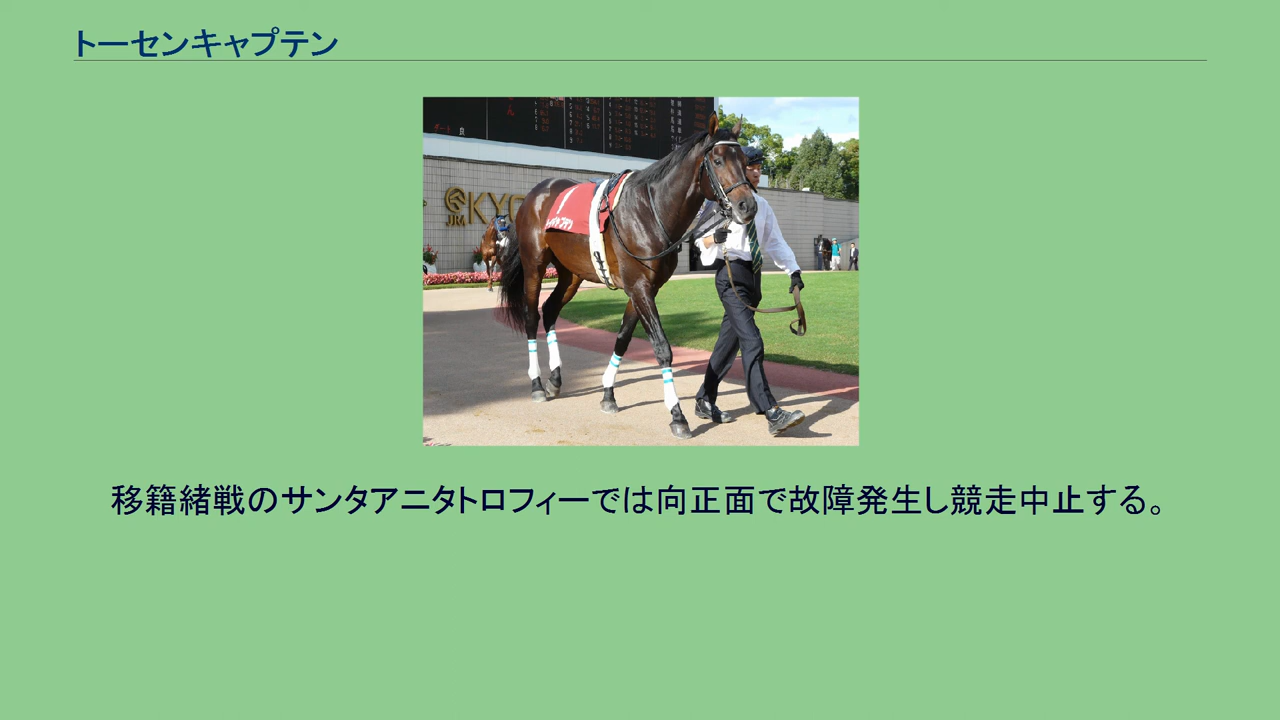 トーセンキャプテン
KYO
JRA
移籍緒戦のサンタアニタトロフィーでは向正面で故障発生し競走中止する。